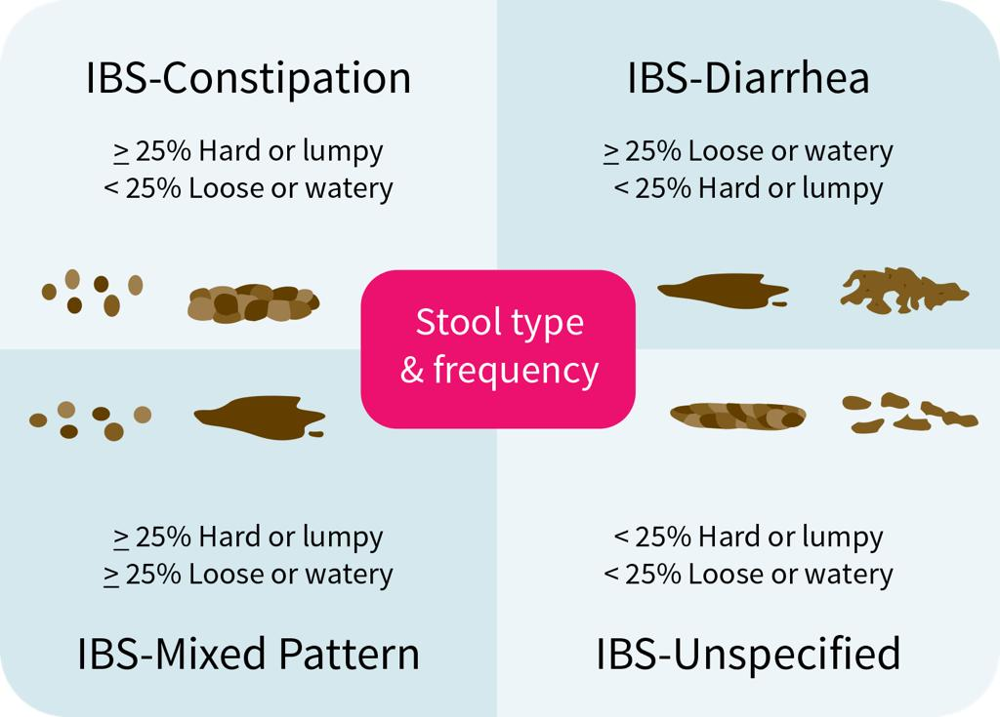 IBS-Constipation
≥ 25% Hard or lumpy
< 25% Loose or watery
IBS-Diarrhea
≥ 25% Loose or watery
< 25% Hard or lumpy
Stool type
& frequency
≥ 25% Hard or lumpy
≥ 25% Loose or watery
IBS-Mixed Pattern
< 25% Hard or lumpy
< 25% Loose or watery
IBS-Unspecified